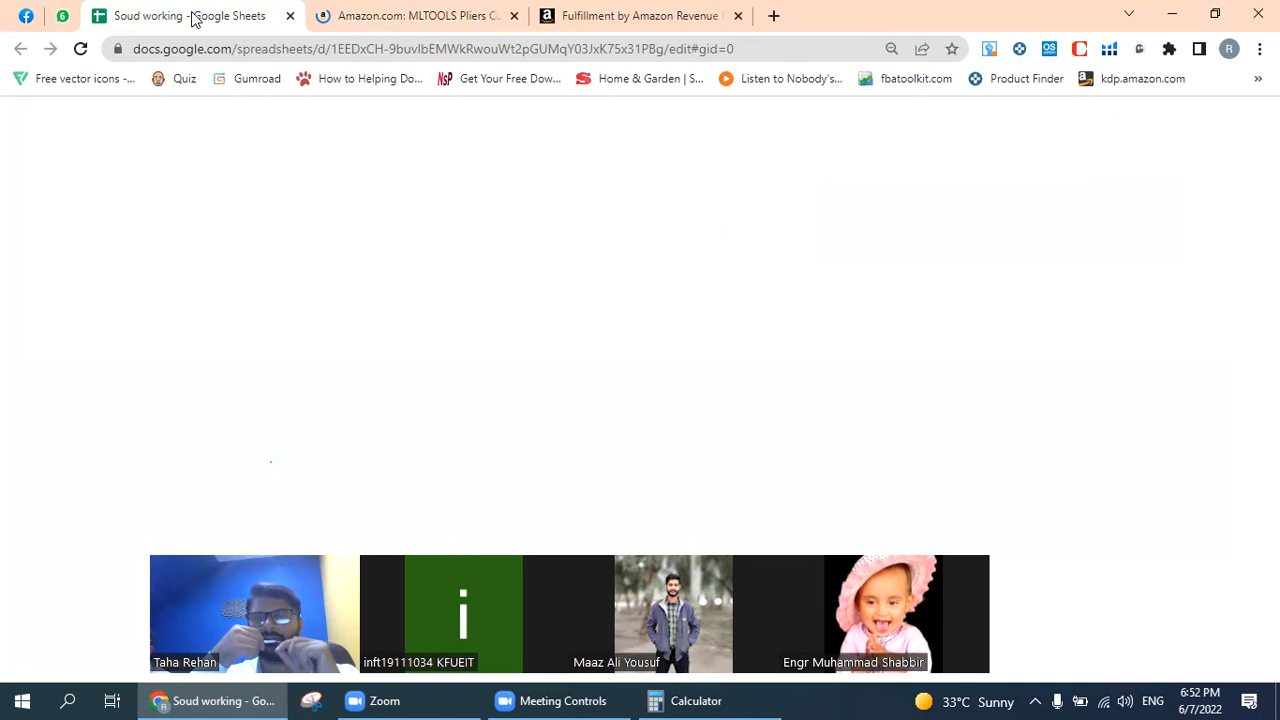 Soud working - Google Sheets
Amazon.com: MLTOOLS Pliers Cu
Fulfillment by Amazon Revenue
docs.google.com/spreadsheets/d/1EEDxCH-9buvlbEMWkRwouWt2pGUMqY03JxK75x31PBg/edit#gid=0
R
Free vector icons -...
Quiz
Gumroad
How to Helping Do...
Get Your Free Dow...
Home & Garden | S...
Listen to Nobody's...
fbatoolkit.com
Product Finder
kdp.amazon.com
»
i
Taha Rehan
inft19111034 KFUEIT
Maaz Ali Yousuf
Engr Muhammad Shabbir
Soud working - Go...
Zoom
Meeting Controls
Calculator
33°C Sunny
ENG
6:52 PM
6/7/2022